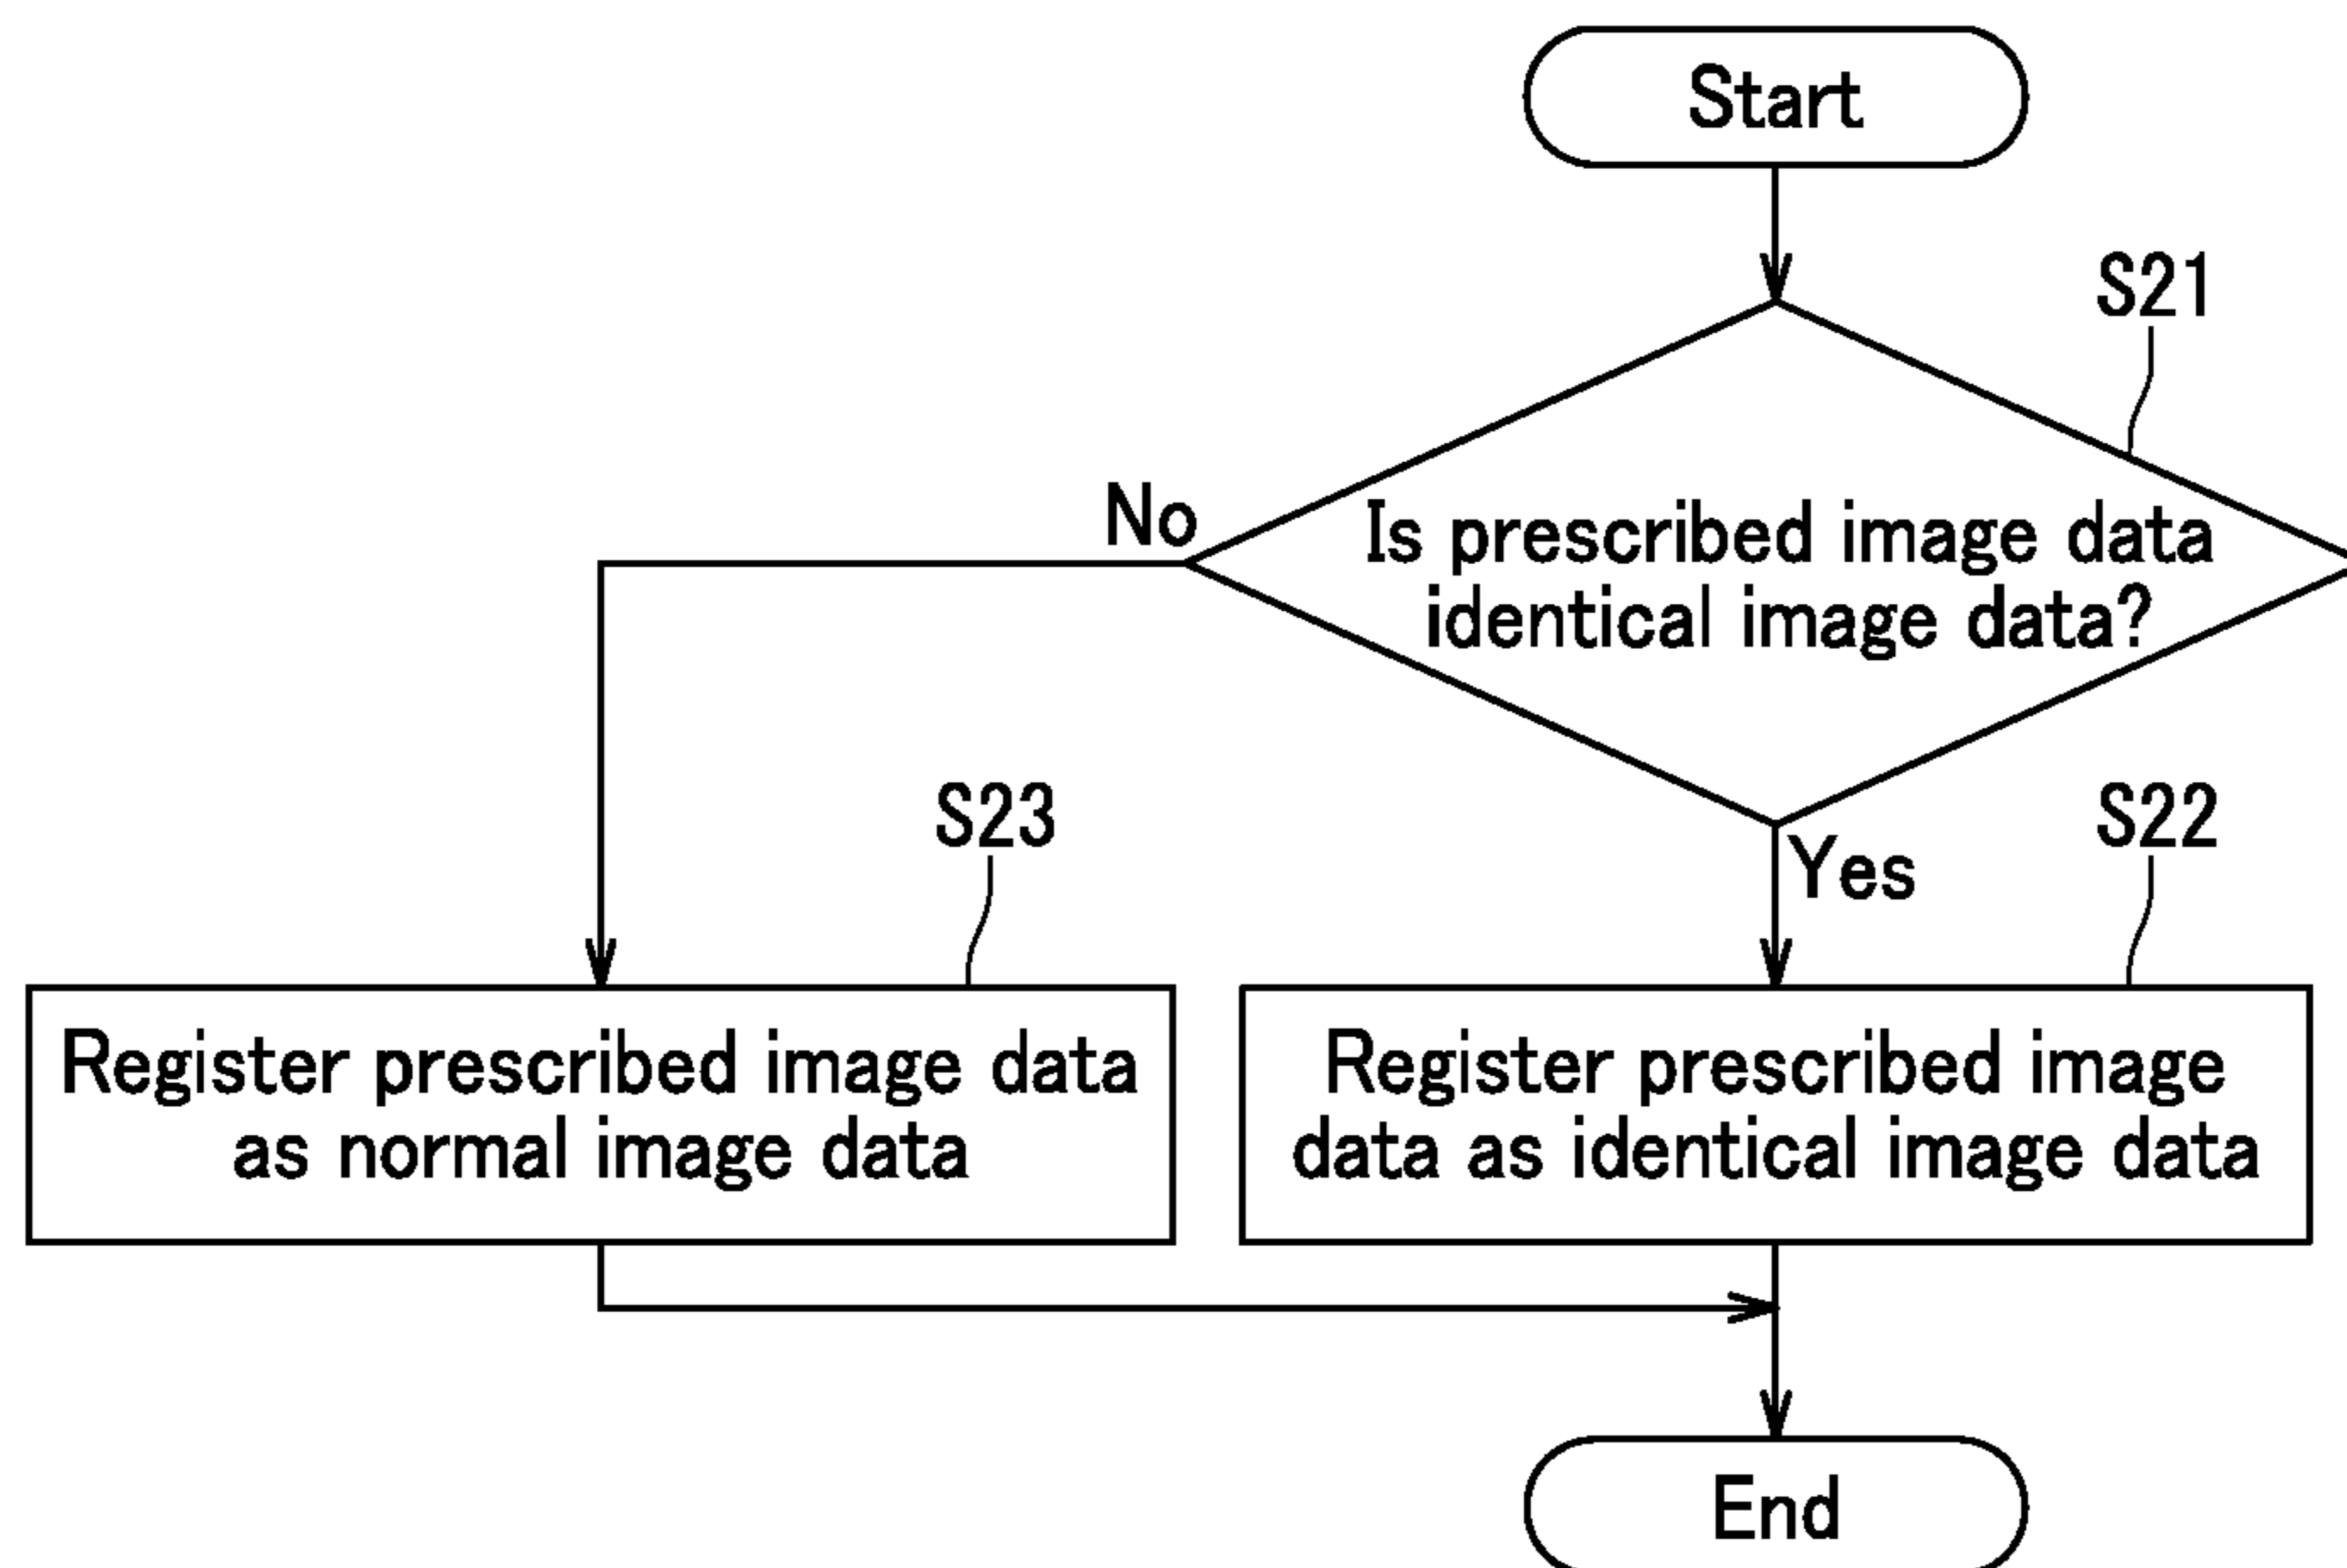 Start
S21
No
Is prescribed image data
identical image data?
S23
S22
Yes
Register prescribed image data
as normal image data
Register prescribed image
data as identical image data
End